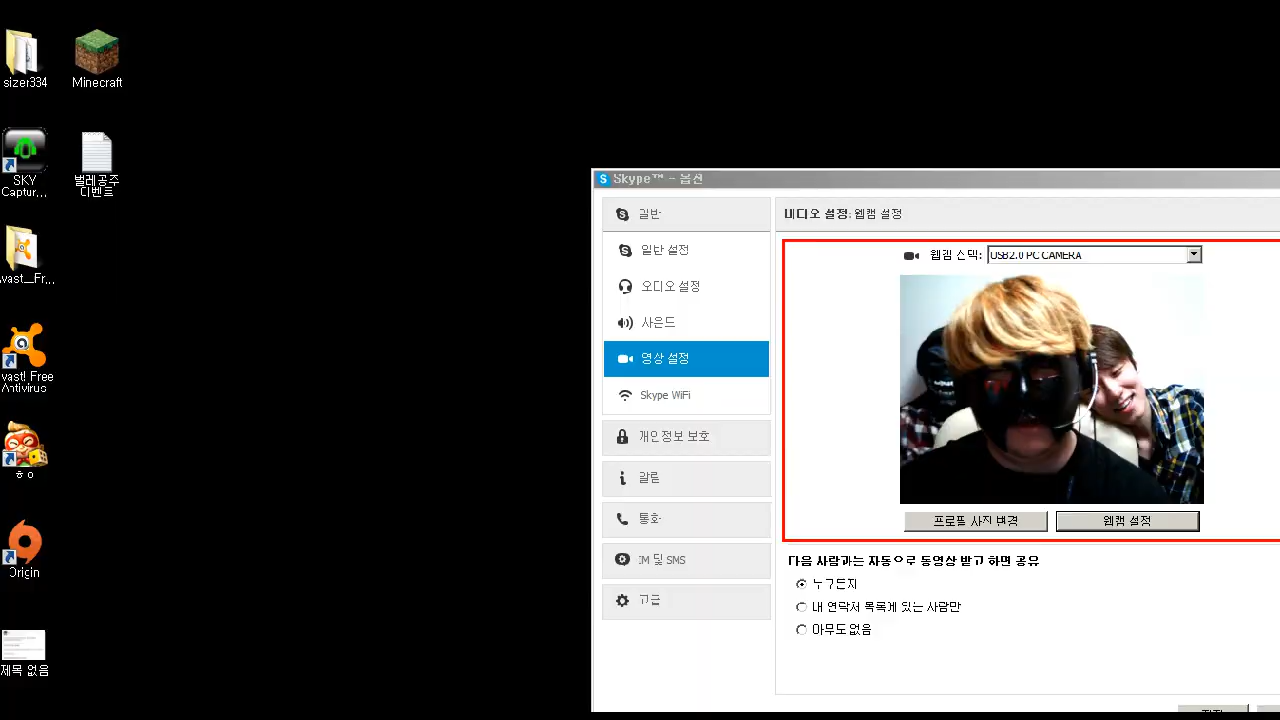 sizer334
Minecraft
SKY
Captur...
벌레공주
디벤트
vast_Fr...
vast! Free
Antivirus
ㅎㅇ
Origin
제목 없음
Skype™ - 옵션
일반
일반 설정
오디오 설정
사운드
영상 설정
Skype WiFi
개인정보 보호
알림
통화
IM 및 SMS
고급
비디오 설정: 웹캠 설정
웹캠 선택: USB2.0 PC CAMERA
프로필 사진 변경
웹캠 설정
다음 사람과는 자동으로 동영상 받고 화면 공유
누구든지
내 연락처 목록에 있는 사람만
아무도 없음